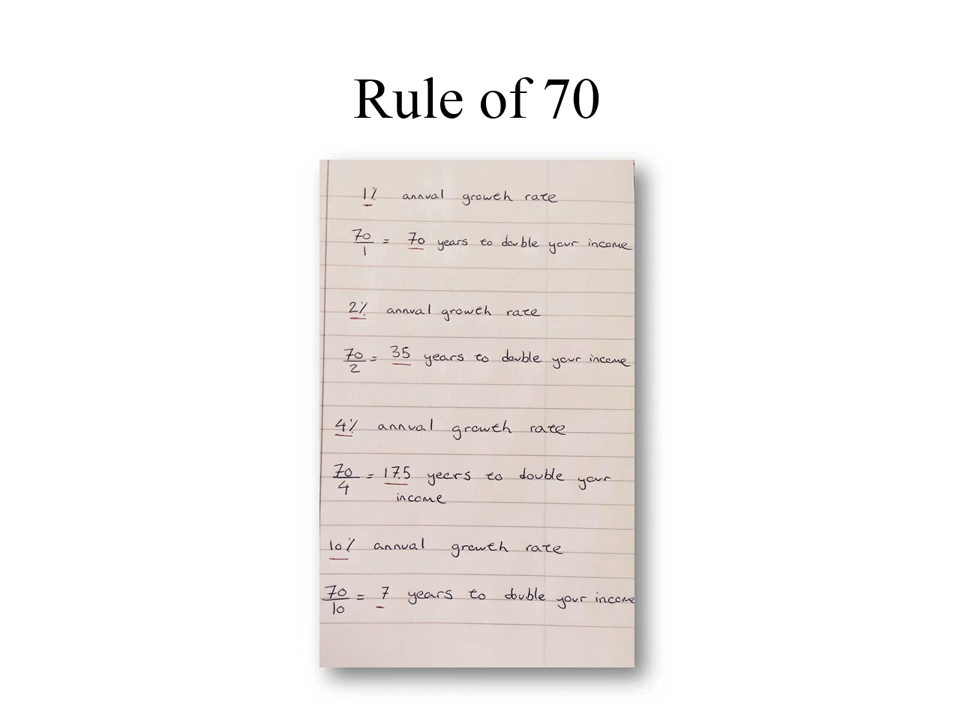 Rule of 70
1% annual growth rate
70/1 = 70 years to double your income
2% annual growth rate
70/2 = 35 years to double your income
4% annual growth rate
70/4 = 17.5 years to double your
income
10% annual growth rate
70/10 = 7 years to double your income